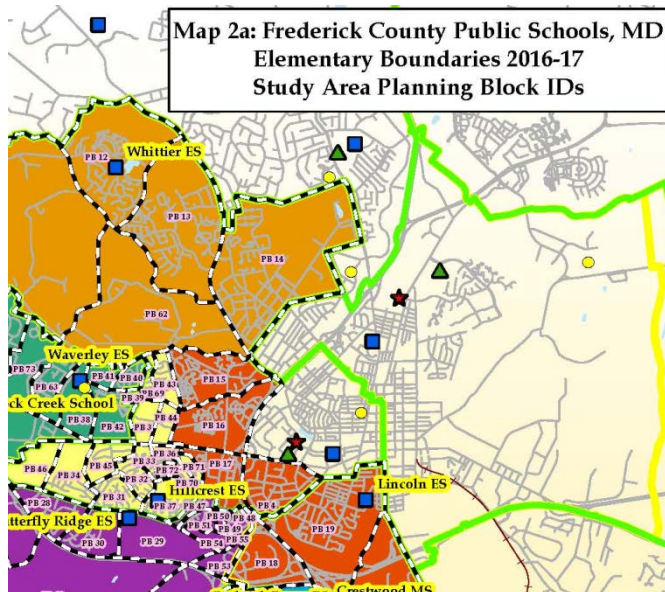 Map 2a: Frederick County Public Schools, MD
Elementary Boundaries 2016-17
Study Area Planning Block IDs
PB 12
Whittier ES
PB 13
PB 14
PB 62
Waverley ES
PB 73
PB 41
PB 40
PB 43
PB 15
PB 63
PB 39
PB 69
ck Creek School
PB 38
PB 42
PB 3
PB 44
PB 16
PB 36
PB 46
PB 34
PB 45
PB 33
PB 72
PB 71
PB 17
PB 32
PB 70
PB 28
PB 31
PB 37
PB 47
Hillcrest ES
PB 4
Lincoln ES
utterfly Ridge ES
PB 50
PB 48
PB 51
PB 49
PB 19
PB 30
PB 29
PB 54
PB 55
PB 53
PB 18
Crestwood MS